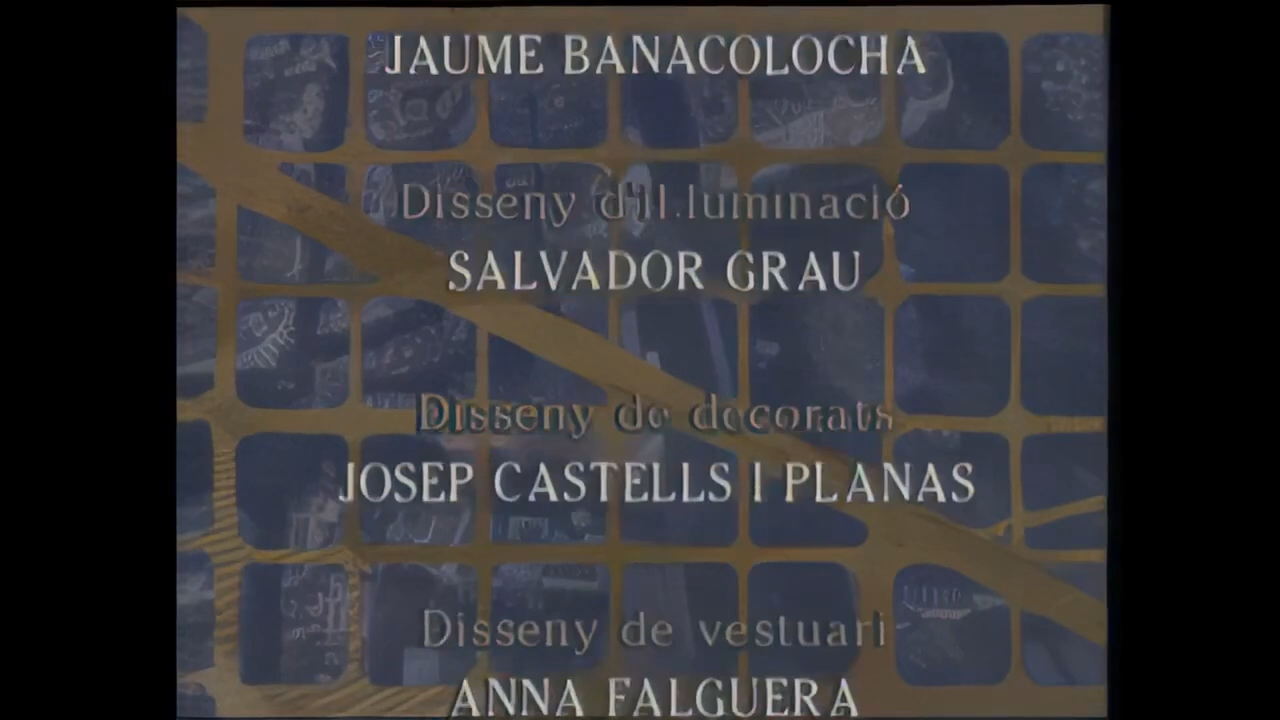 JAUME BANACOLOCHA
Disseny d'il.luminació
SALVADOR GRAU
Disseny de decorats
JOSEP CASTELLS I PLANAS
Disseny de vestuari
ANNA FALGUERA